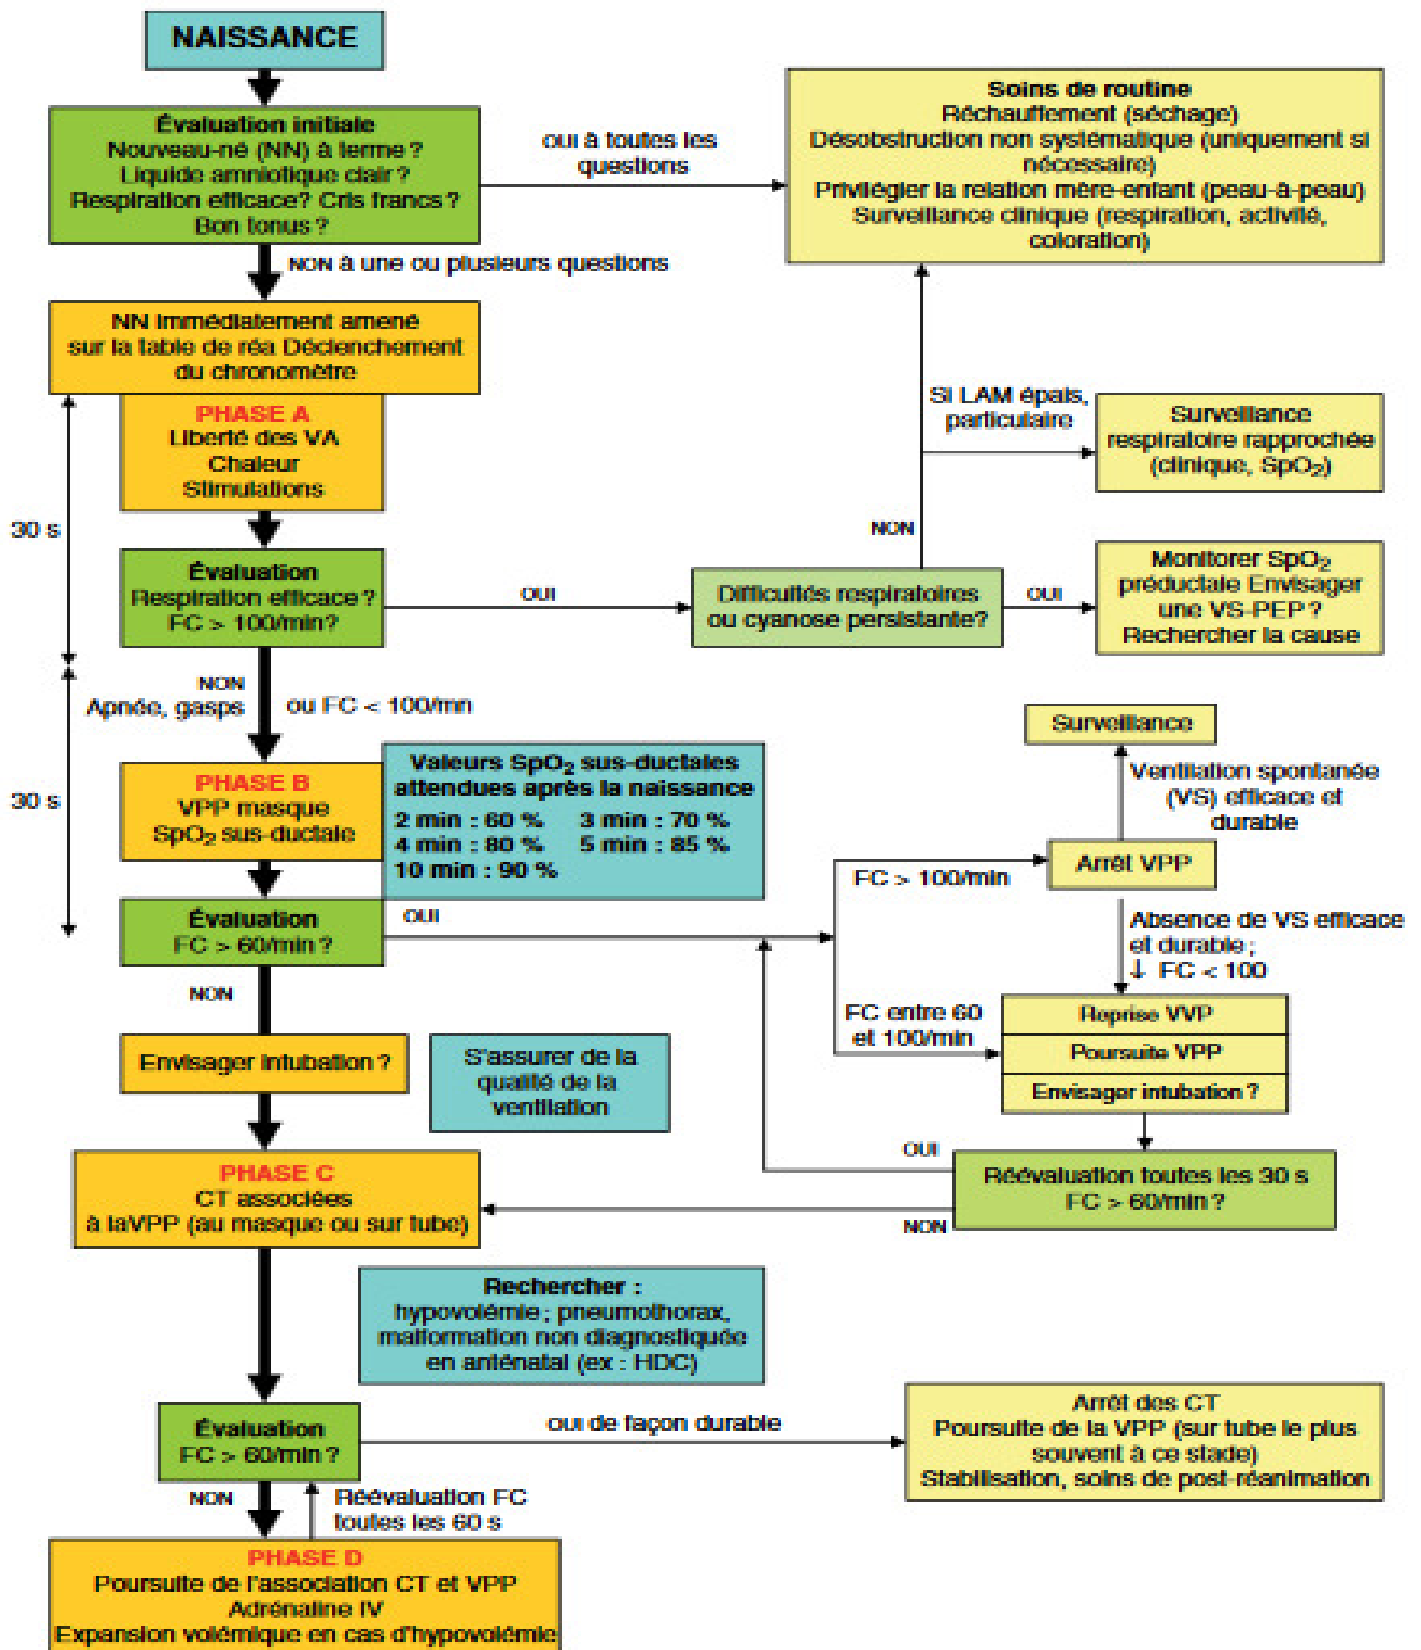 NAISSANCE
Évaluation initiale
Nouveau-né (NN) à terme ?
Liquide amniotique clair ?
Respiration efficace? Cris francs ?
Bon tonus ?
OUI à toutes les
questions
Soins de routine
Réchauffement (séchage)
Désobstruction non systématique (uniquement si
nécessaire)
Privilégier la relation mère-enfant (peau-à-peau)
Surveillance clinique (respiration, activité,
coloration)
NON à une ou plusieurs questions
NN immédiatement amené
sur la table de réa Déclenchement
du chronomètre
PHASE A
Liberté des VA
Chaleur
Stimulations
30 s
Si LAM épais,
particulaire
Surveillance
respiratoire rapprochée
(clinique, SpO₂)
NON
Évaluation
Respiration efficace ?
FC > 100/min?
OUI
Difficultés respiratoires
ou cyanose persistante?
OUI
Monitorer SpO₂
préductale Envisager
une VS-PEP ?
Rechercher la cause
NON
Apnée, gasps
ou FC < 100/mn
30 s
PHASE B
VPP masque
SpO₂ sus-ductale
Valeurs SpO₂ sus-ductales
attendues après la naissance
2 min : 60 % 3 min : 70 %
4 min : 80 % 5 min : 85 %
10 min : 90 %
Surveillance
Ventilation spontanée
(VS) efficace et
durable
FC > 100/min
Arrêt VPP
Évaluation
FC > 60/min ?
OUI
Absence de VS efficace
et durable ;
↓ FC < 100
NON
FC entre 60
et 100/min
Reprise VVP
Poursuite VPP
Envisager intubation ?
Envisager intubation ?
S'assurer de la
qualité de la
ventilation
OUI
Réévaluation toutes les 30 s
FC > 60/min ?
NON
PHASE C
CT associées
à laVPP (au masque ou sur tube)
Rechercher :
hypovolémie ; pneumothorax,
malformation non diagnostiquée
en anténatal (ex : HDC)
Évaluation
FC > 60/min ?
OUI de façon durable
Arrêt des CT
Poursuite de la VPP (sur tube le plus
souvent à ce stade)
Stabilisation, soins de post-réanimation
NON
Réévaluation FC
toutes les 60 s
PHASE D
Poursuite de l'association CT et VPP
Adrénaline IV
Expansion volémique en cas d'hypovolémie